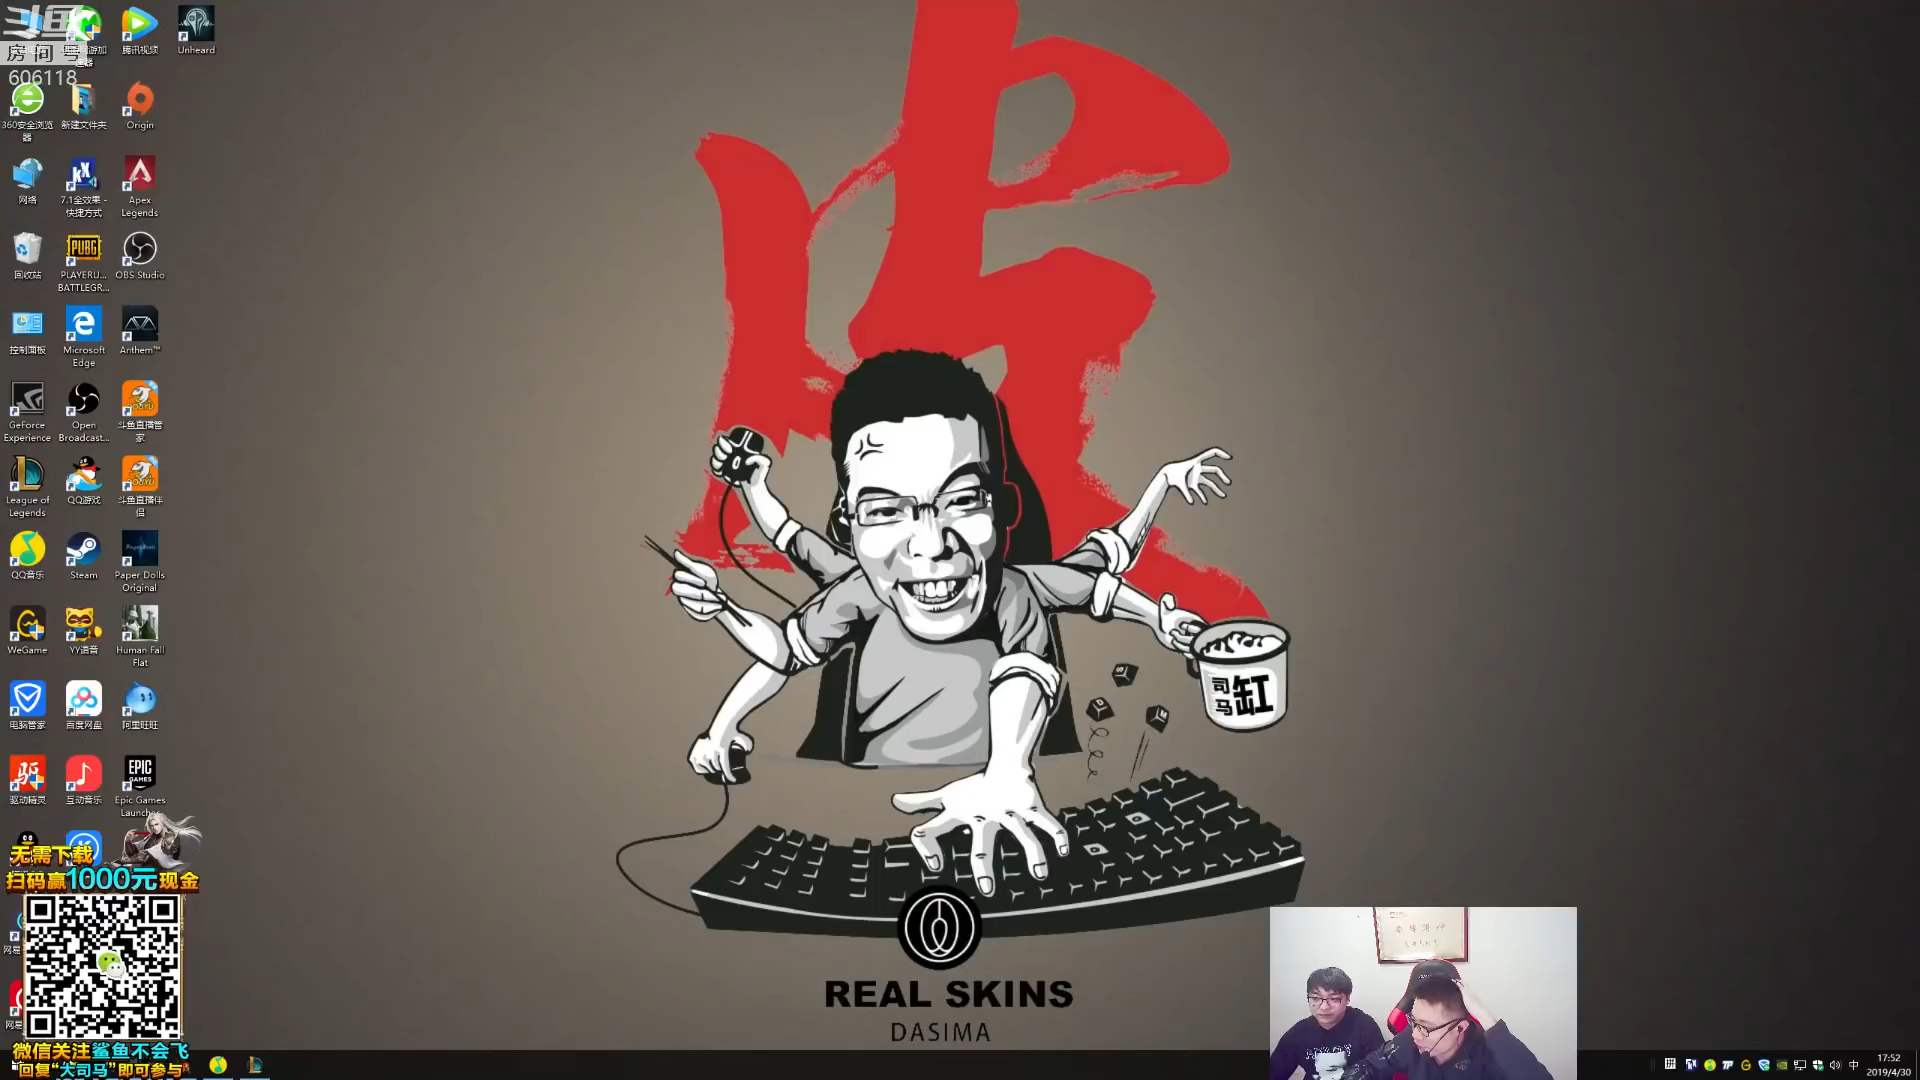 斗鱼
房间号
606118
腾讯视频
Unheard
360安全浏览
器
新建文件夹
Origin
网络
7.1全效果 -
快捷方式
Apex
Legends
回收站
PLAYERU...
BATTLEGR...
OBS Studio
控制面板
Microsoft
Edge
Anthem™
GeForce
Experience
Open
Broadcast...
斗鱼直播管
家
League of
Legends
QQ游戏
斗鱼直播伴
侣
QQ音乐
Steam
Paper Dolls
Original
WeGame
YY语音
Human Fall
Flat
电脑管家
百度网盘
阿里旺旺
驱动精灵
互动音乐
EPIC
GAMES
Epic Games
Launcher
无需下载
扫码赢1000元现金
微信关注鲨鱼不会飞
回复“大司马”即可参与
司马缸
REAL SKINS
DASIMA
中
17:52
2019/4/30